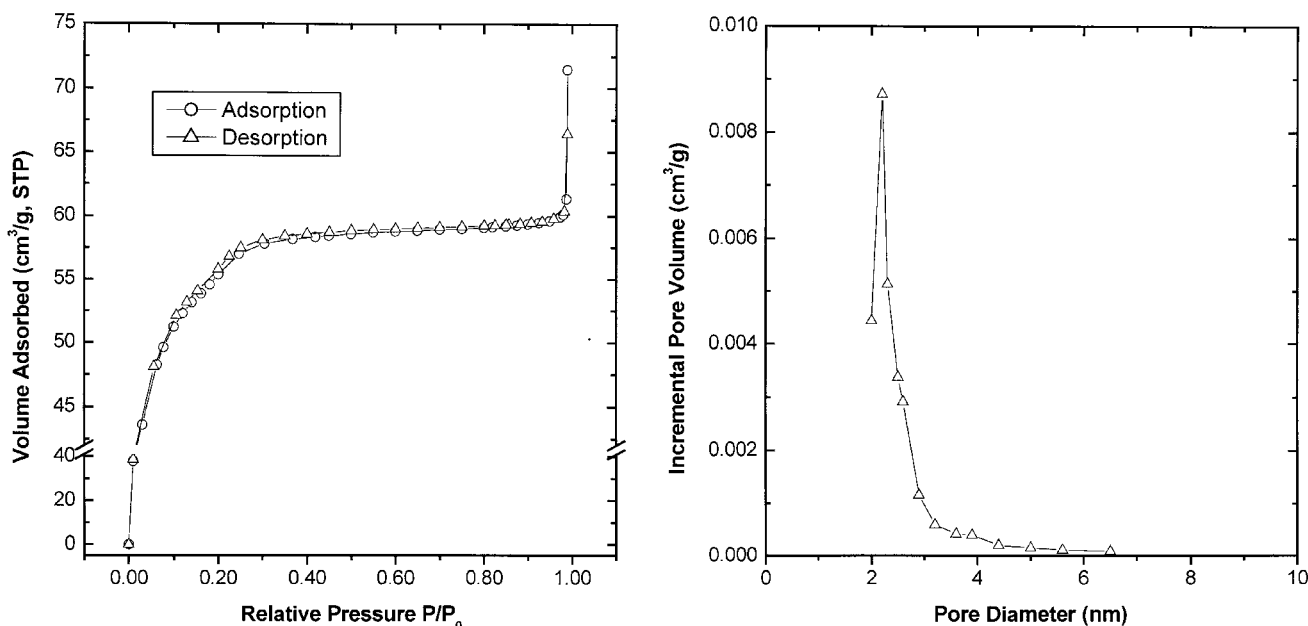 75
70
65
60
55
50
45
40
20
0
Volume Adsorbed (cm³/g, STP)
Adsorption
Desorption
0.00 0.20 0.40 0.60 0.80 1.00
Relative Pressure P/P₀
0.010
0.008
0.006
0.004
0.002
0.000
Incremental Pore Volume (cm³/g)
0 2 4 6 8 10
Pore Diameter (nm)